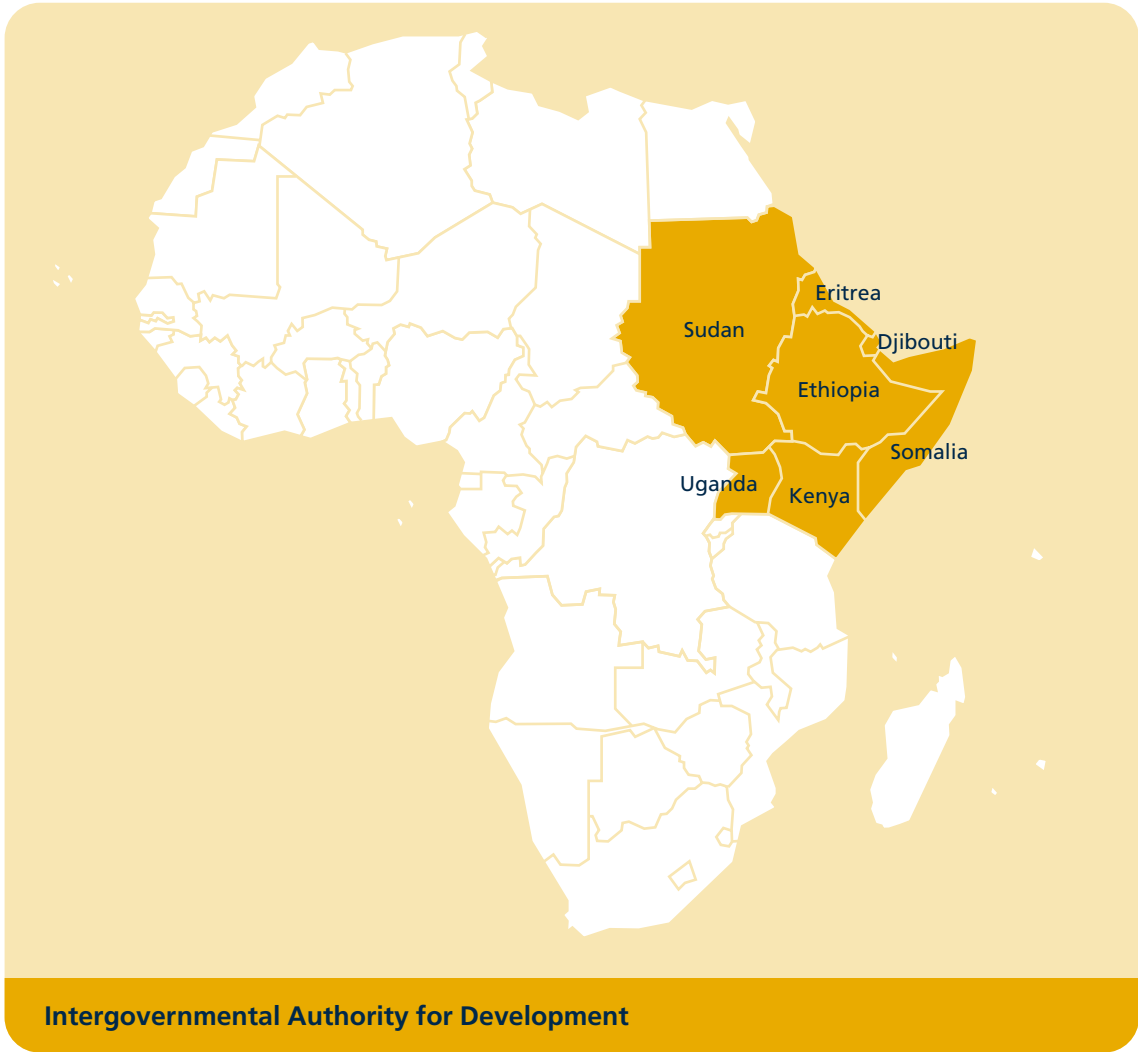 Eritrea
Sudan
Djibouti
Ethiopia
Somalia
Uganda
Kenya
Intergovernmental Authority for Development